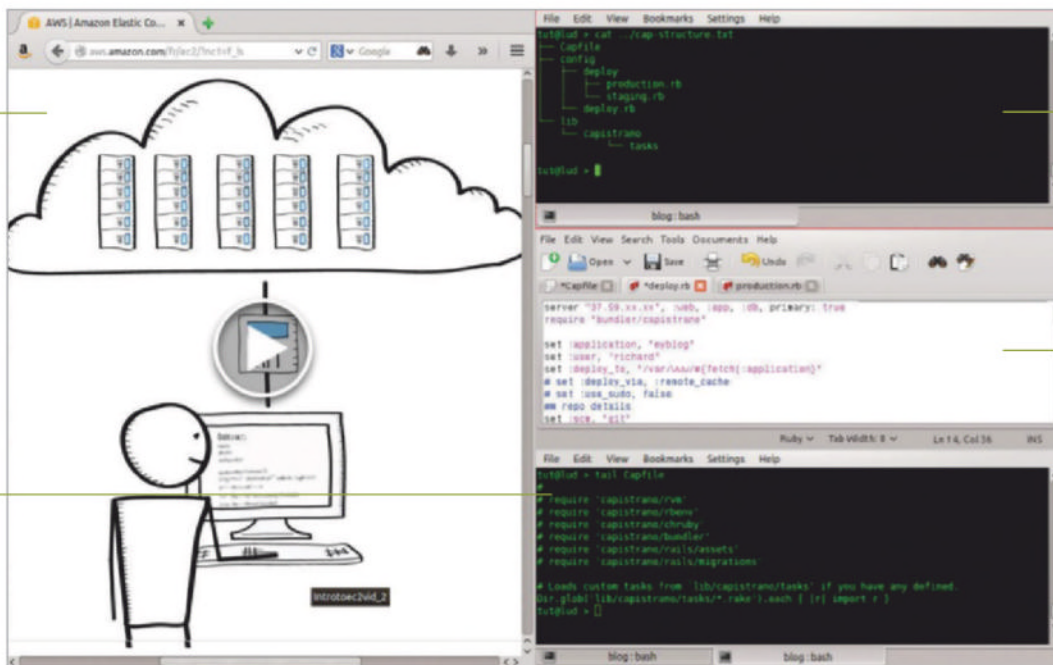 AWS | Amazon Elastic Co...
aws.amazon.com/fr/ec2/?nc1=f_ls
Google
Introtoec2vid_2
File Edit View Bookmarks Settings Help
tut@lud > cat ../cap-structure.txt
├── Capfile
├── config
│   ├── deploy
│   │   ├── production.rb
│   │   └── staging.rb
│   └── deploy.rb
└── lib
    └── capistrano
        └── tasks
tut@lud >
blog : bash
File Edit View Search Tools Documents Help
Open Save Undo
*Capfile *deploy.rb production.rb
server "37.59.xx.xx", :web, :app, :db, primary: true
require "bundler/capistrano"
set :application, "myblog"
set :user, "richard"
set :deploy_to, "/var/www/#{fetch(:application}"
# set :deploy_via, :remote_cache
# set :use_sudo, false
## repo details
set :scm, "git"
Ruby Tab Width: 8 Ln 14, Col 36 INS
File Edit View Bookmarks Settings Help
tut@lud > tail Capfile
#
# require 'capistrano/rvm'
# require 'capistrano/rbenv'
# require 'capistrano/chruby'
# require 'capistrano/bundler'
# require 'capistrano/rails/assets'
# require 'capistrano/rails/migrations'
# Loads custom tasks from `lib/capistrano/tasks' if you have any defined.
Dir.glob('lib/capistrano/tasks/*.rake').each { |r| import r }
tut@lud >
blog : bash blog : bash